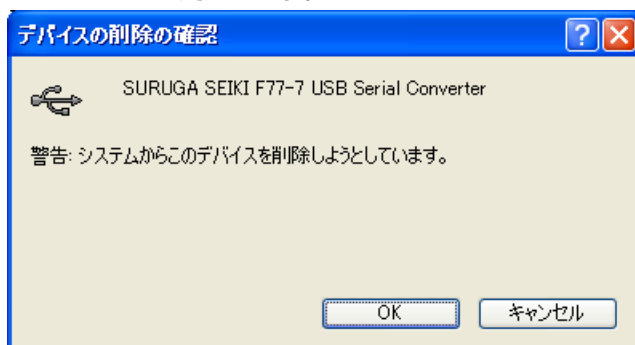 デバイスの削除の確認
SURUGA SEIKI F77-7 USB Serial Converter
警告: システムからこのデバイスを削除しようとしています。
OK
キャンセル